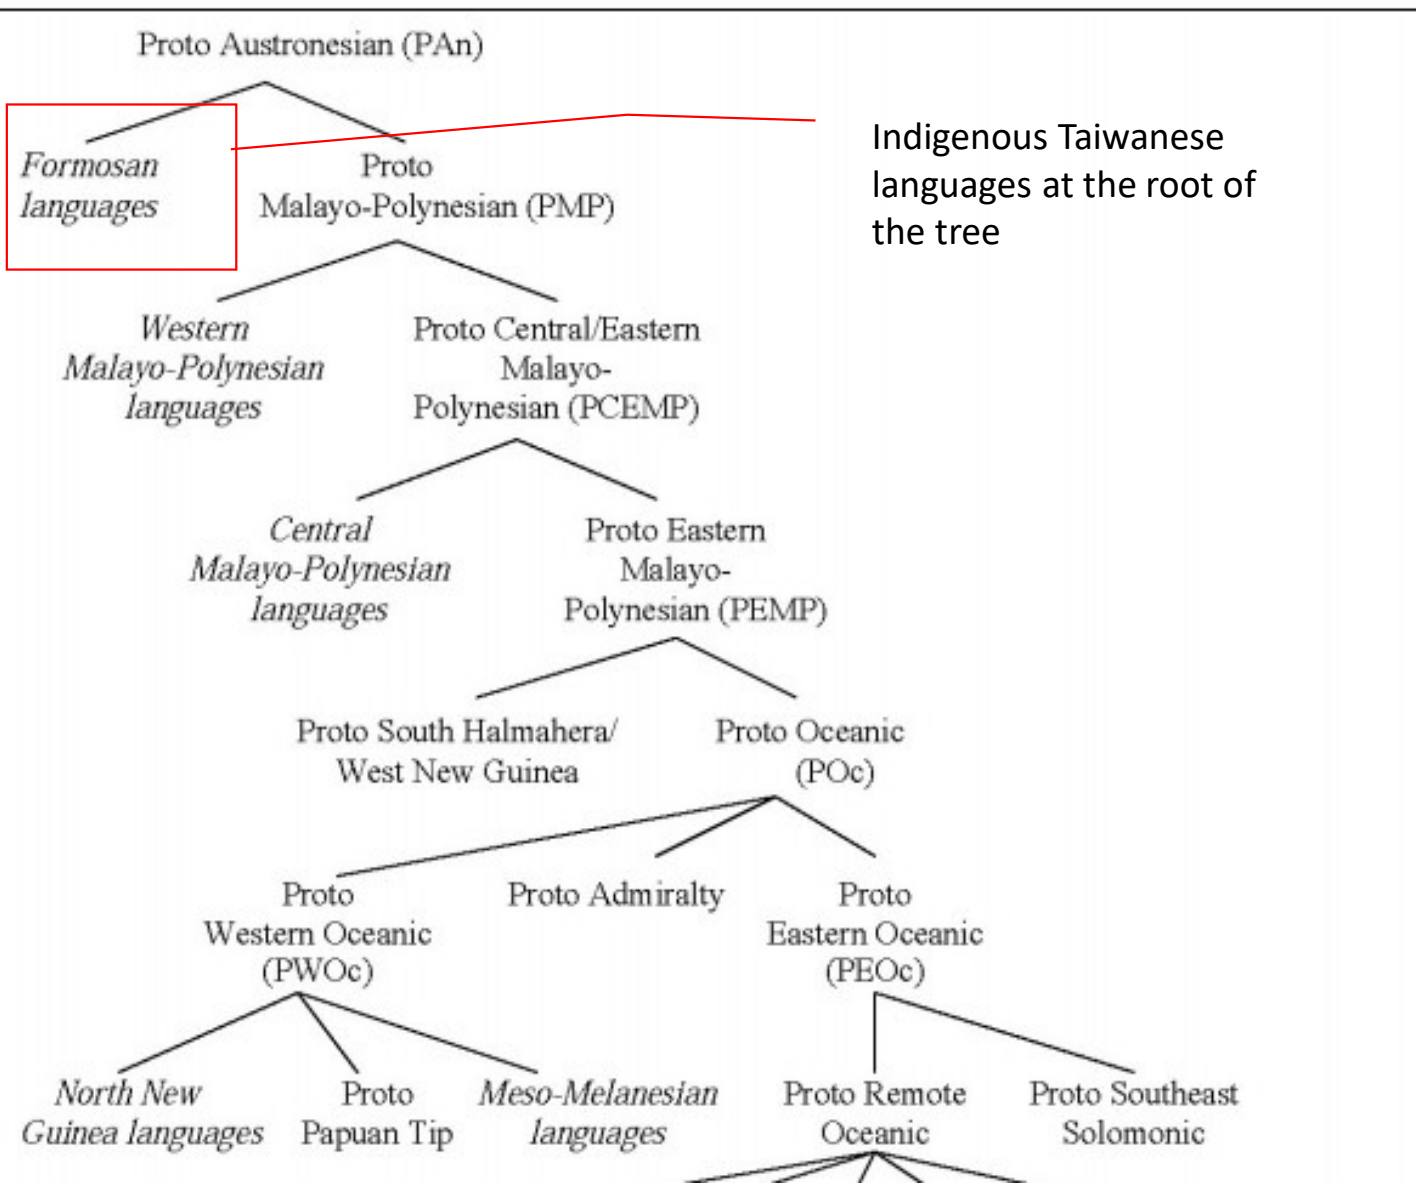 Proto Austronesian (PAn)
Formosan
languages
Proto
Malayo-Polynesian (PMP)
Indigenous Taiwanese
languages at the root of
the tree
Western
Malayo-Polynesian
languages
Proto Central/Eastern
Malayo-
Polynesian (PCEMP)
Central
Malayo-Polynesian
languages
Proto Eastern
Malayo-
Polynesian (PEMP)
Proto South Halmahera/
West New Guinea
Proto Oceanic
(POc)
Proto
Western Oceanic
(PWOc)
Proto Admiralty
Proto
Eastern Oceanic
(PEOc)
North New
Guinea languages
Proto
Papuan Tip
Meso-Melanesian
languages
Proto Remote
Oceanic
Proto Southeast
Solomonic